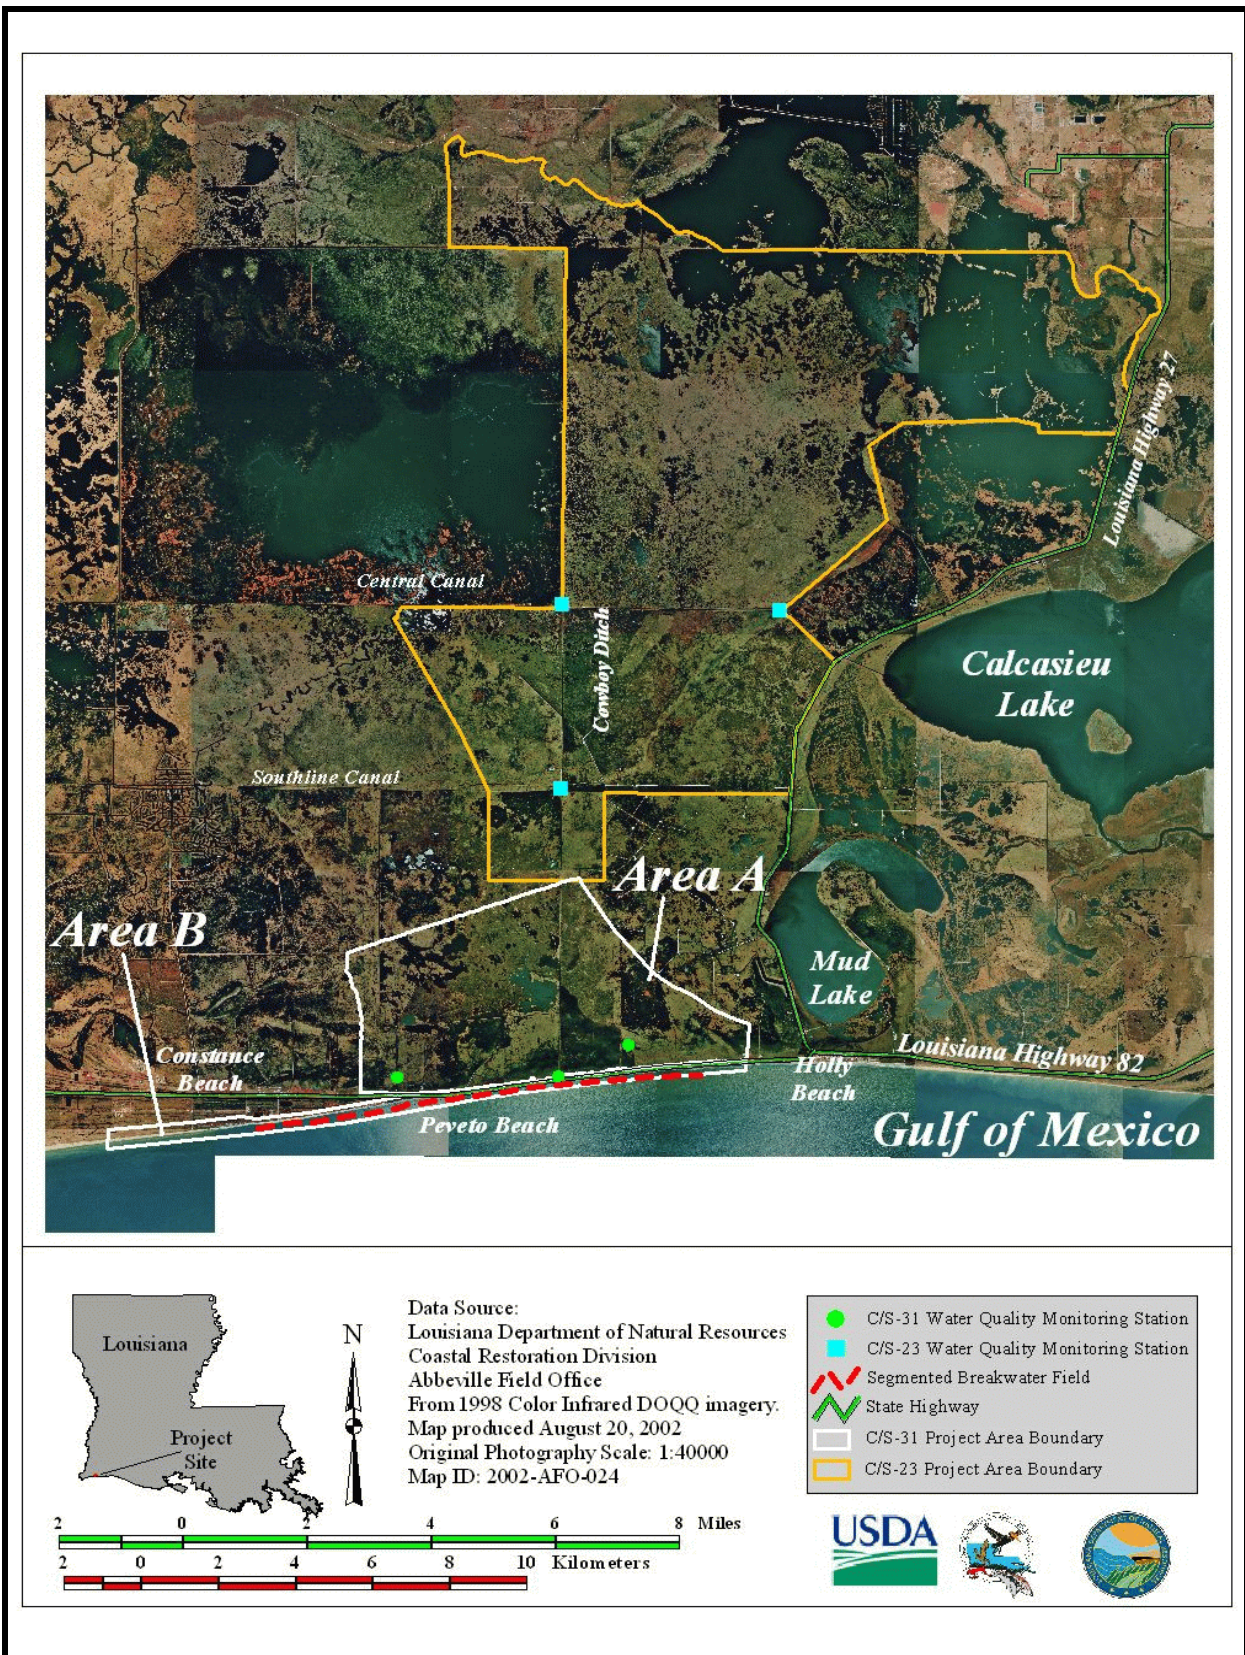 Louisiana Highway 27
Central Canal
Cowboy Ditch
Calcasieu
Lake
Southline Canal
Area A
Area B
Mud
Lake
Constance
Beach
Louisiana Highway 82
Holly
Beach
Peveto Beach
Gulf of Mexico
Louisiana
Project
Site
N
Data Source:
Louisiana Department of Natural Resources
Coastal Restoration Division
Abbeville Field Office
From 1998 Color Infrared DOQQ imagery.
Map produced August 20, 2002
Original Photography Scale: 1:40000
Map ID: 2002-AFO-024
C/S-31 Water Quality Monitoring Station
C/S-23 Water Quality Monitoring Station
Segmented Breakwater Field
State Highway
C/S-31 Project Area Boundary
C/S-23 Project Area Boundary
2 0 2 4 6 8 Miles
2 0 2 4 6 8 10 Kilometers
USDA